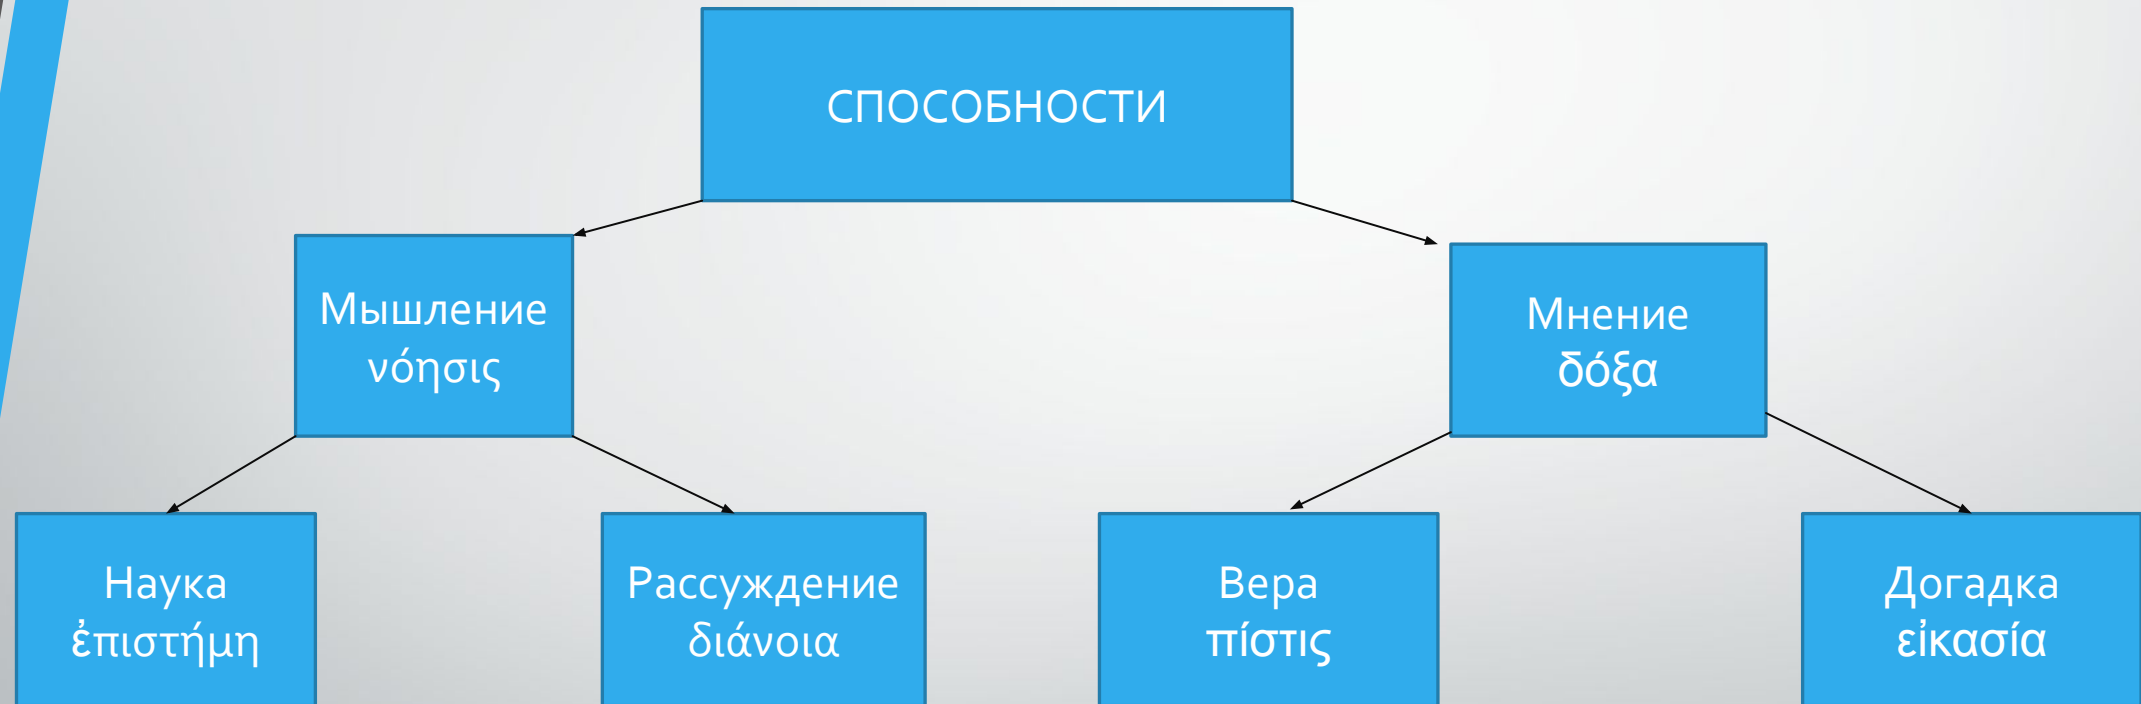 СПОСОБНОСТИ
Мышление
νόησις
Мнение
δόξα
Наука
ἐπιστήμη
Рассуждение
διάνοια
Вера
πίστις
Догадка
εἰκασία